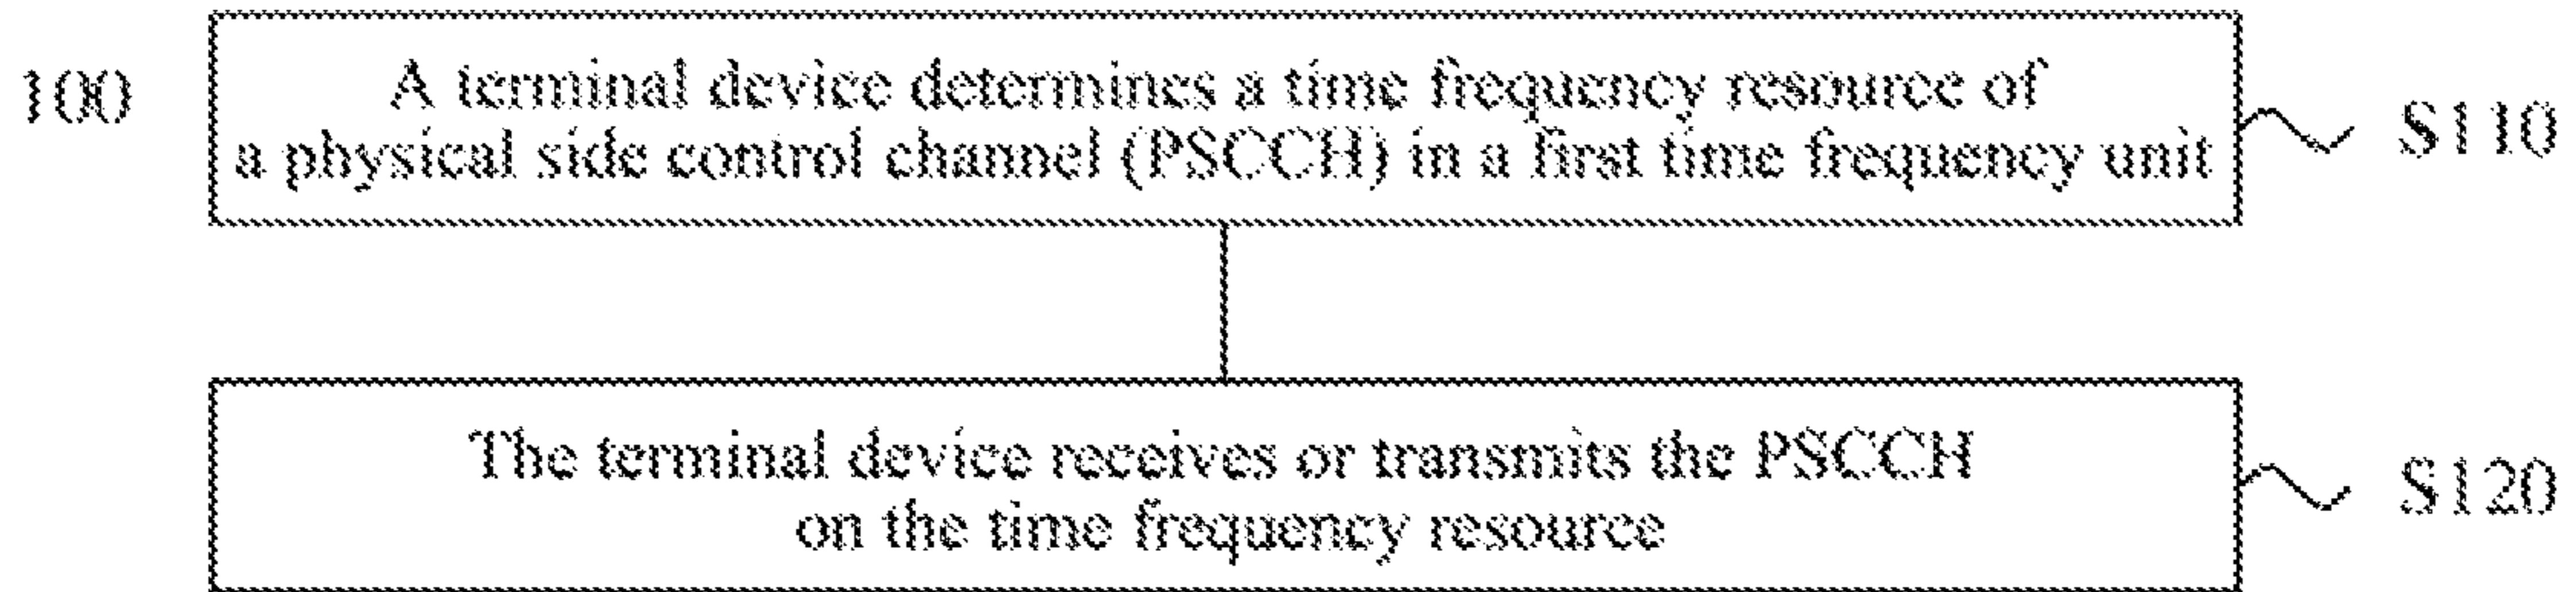 100
A terminal device determines a time frequency resource of
a physical side control channel (PSCCH) in a first time frequency unit
S110
The terminal device receives or transmits the PSCCH
on the time frequency resource
S120